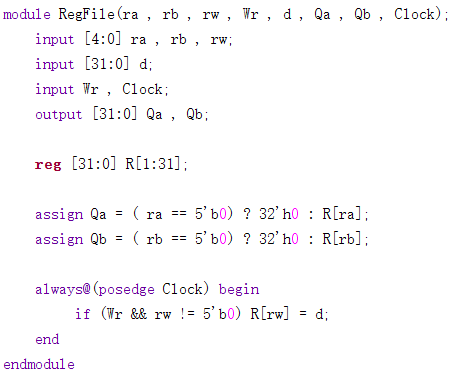 module RegFile(ra , rb , rw , Wr , d , Qa , Qb , Clock);
input [4:0] ra , rb , rw;
input [31:0] d;
input Wr , Clock;
output [31:0] Qa , Qb;
reg [31:0] R[1:31];
assign Qa = ( ra == 5'b0) ? 32'h0 : R[ra];
assign Qb = ( rb == 5'b0) ? 32'h0 : R[rb];
always@(posedge Clock) begin
if (Wr && rw != 5'b0) R[rw] = d;
end
endmodule